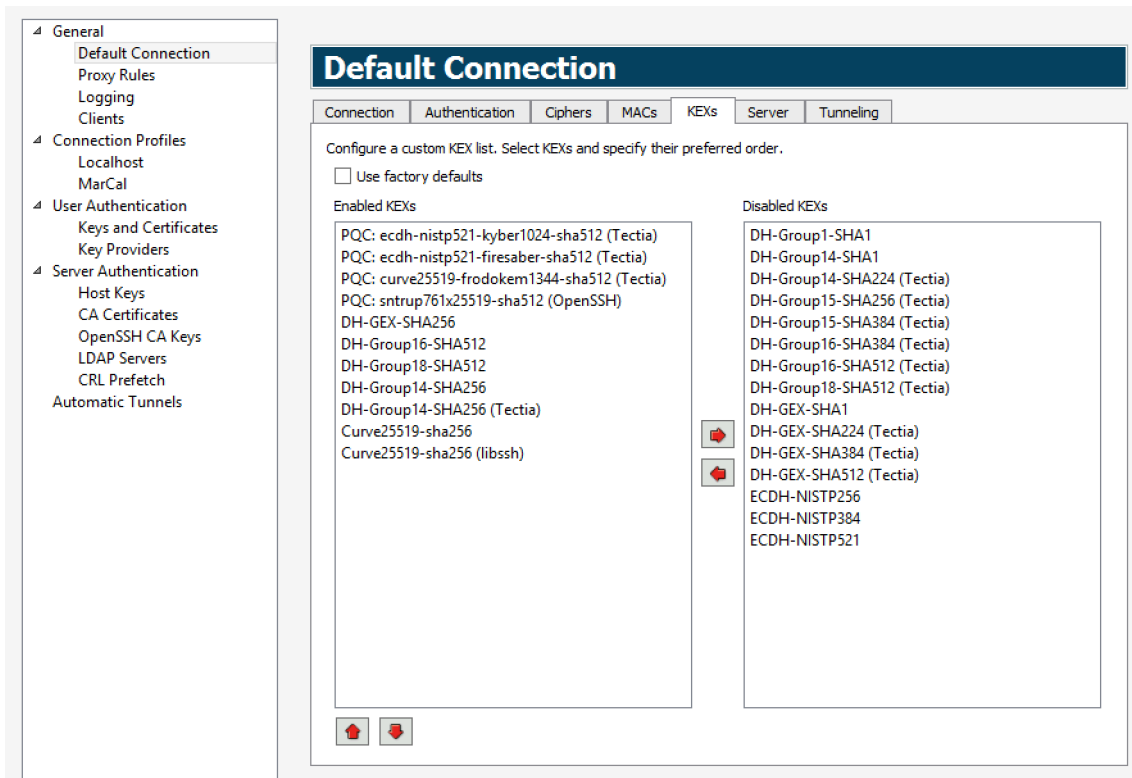 General
Default Connection
Proxy Rules
Logging
Clients
Connection Profiles
Localhost
MarCal
User Authentication
Keys and Certificates
Key Providers
Server Authentication
Host Keys
CA Certificates
OpenSSH CA Keys
LDAP Servers
CRL Prefetch
Automatic Tunnels
Default Connection
Connection Authentication Ciphers MACs KEXs Server Tunneling
Configure a custom KEX list. Select KEXs and specify their preferred order.
Use factory defaults
Enabled KEXs
PQC: ecdh-nistp521-kyber1024-sha512 (Tectia)
PQC: ecdh-nistp521-firesaber-sha512 (Tectia)
PQC: curve25519-frodokem1344-sha512 (Tectia)
PQC: sntrup761x25519-sha512 (OpenSSH)
DH-GEX-SHA256
DH-Group16-SHA512
DH-Group18-SHA512
DH-Group14-SHA256
DH-Group14-SHA256 (Tectia)
Curve25519-sha256
Curve25519-sha256 (libssh)
Disabled KEXs
DH-Group1-SHA1
DH-Group14-SHA1
DH-Group14-SHA224 (Tectia)
DH-Group15-SHA256 (Tectia)
DH-Group15-SHA384 (Tectia)
DH-Group16-SHA384 (Tectia)
DH-Group16-SHA512 (Tectia)
DH-Group18-SHA512 (Tectia)
DH-GEX-SHA1
DH-GEX-SHA224 (Tectia)
DH-GEX-SHA384 (Tectia)
DH-GEX-SHA512 (Tectia)
ECDH-NISTP256
ECDH-NISTP384
ECDH-NISTP521